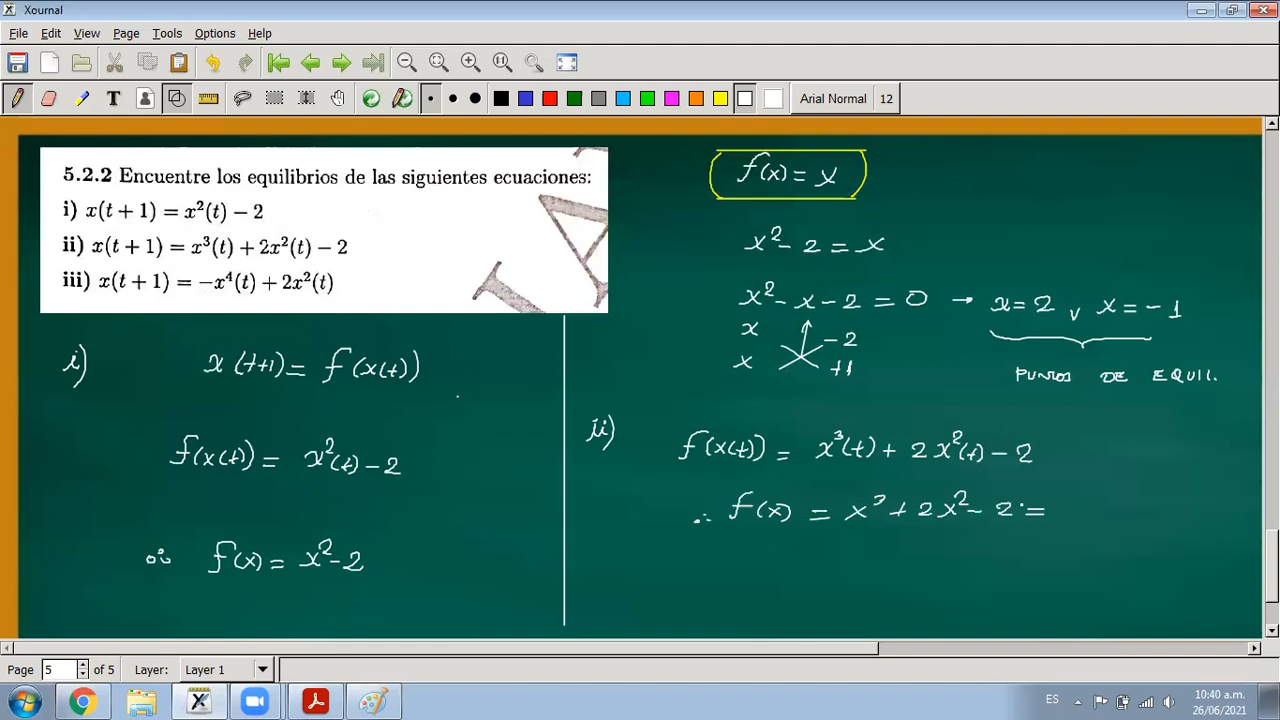 Xournal
File Edit View Page Tools Options Help
Arial Normal 12
5.2.2 Encuentre los equilibrios de las siguientes ecuaciones:
i) x(t + 1) = x²(t) − 2
ii) x(t + 1) = x³(t) + 2x²(t) − 2
iii) x(t + 1) = −x⁴(t) + 2x²(t)
i) x(t+1) = f(x(t))
f(x(t)) = x²(t) − 2
∴ f(x) = x² − 2
f(x) = x
x² − 2 = x
x² − x − 2 = 0 → x = 2 v x = −1
x −2
x +1
PUNTOS DE EQUIL.
ii) f(x(t)) = x³(t) + 2x²(t) − 2
∴ f(x) = x³ + 2x² − 2 =
Page 5 of 5 Layer: Layer 1
ES
10:40 a.m.
26/06/2021